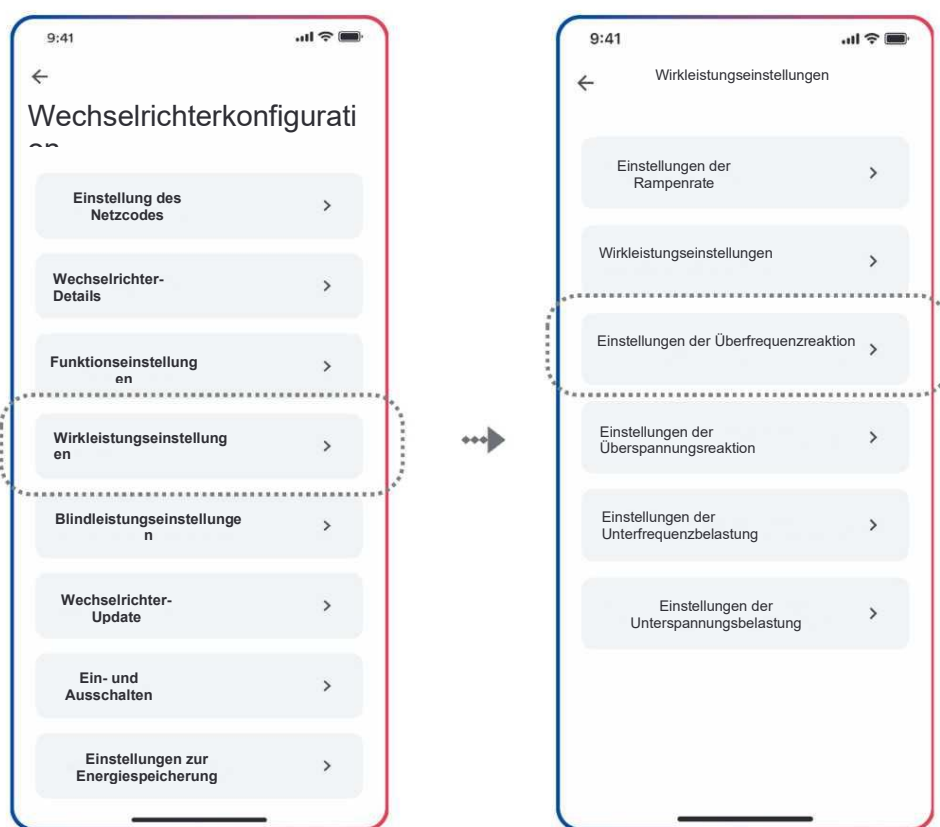 9:41
Wechselrichterkonfigurati
on
Einstellung des
Netzcodes
Wechselrichter-
Details
Funktionseinstellung
en
Wirkleistungseinstellung
en
Blindleistungseinstellunge
n
Wechselrichter-
Update
Ein- und
Ausschalten
Einstellungen zur
Energiespeicherung
9:41
Wirkleistungseinstellungen
Einstellungen der
Rampenrate
Wirkleistungseinstellungen
Einstellungen der Überfrequenzreaktion
Einstellungen der
Überspannungsreaktion
Einstellungen der
Unterfrequenzbelastung
Einstellungen der
Unterspannungsbelastung